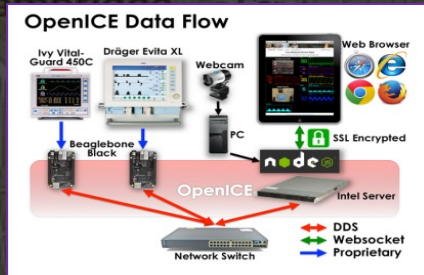 OpenICE Data Flow
Ivy Vital-
Guard 450C
Dräger Evita XL
Webcam
Web Browser
PC
SSL Encrypted
Beaglebone
Black
node
JS
OpenICE
Intel Server
Network Switch
DDS
Websocket
Proprietary